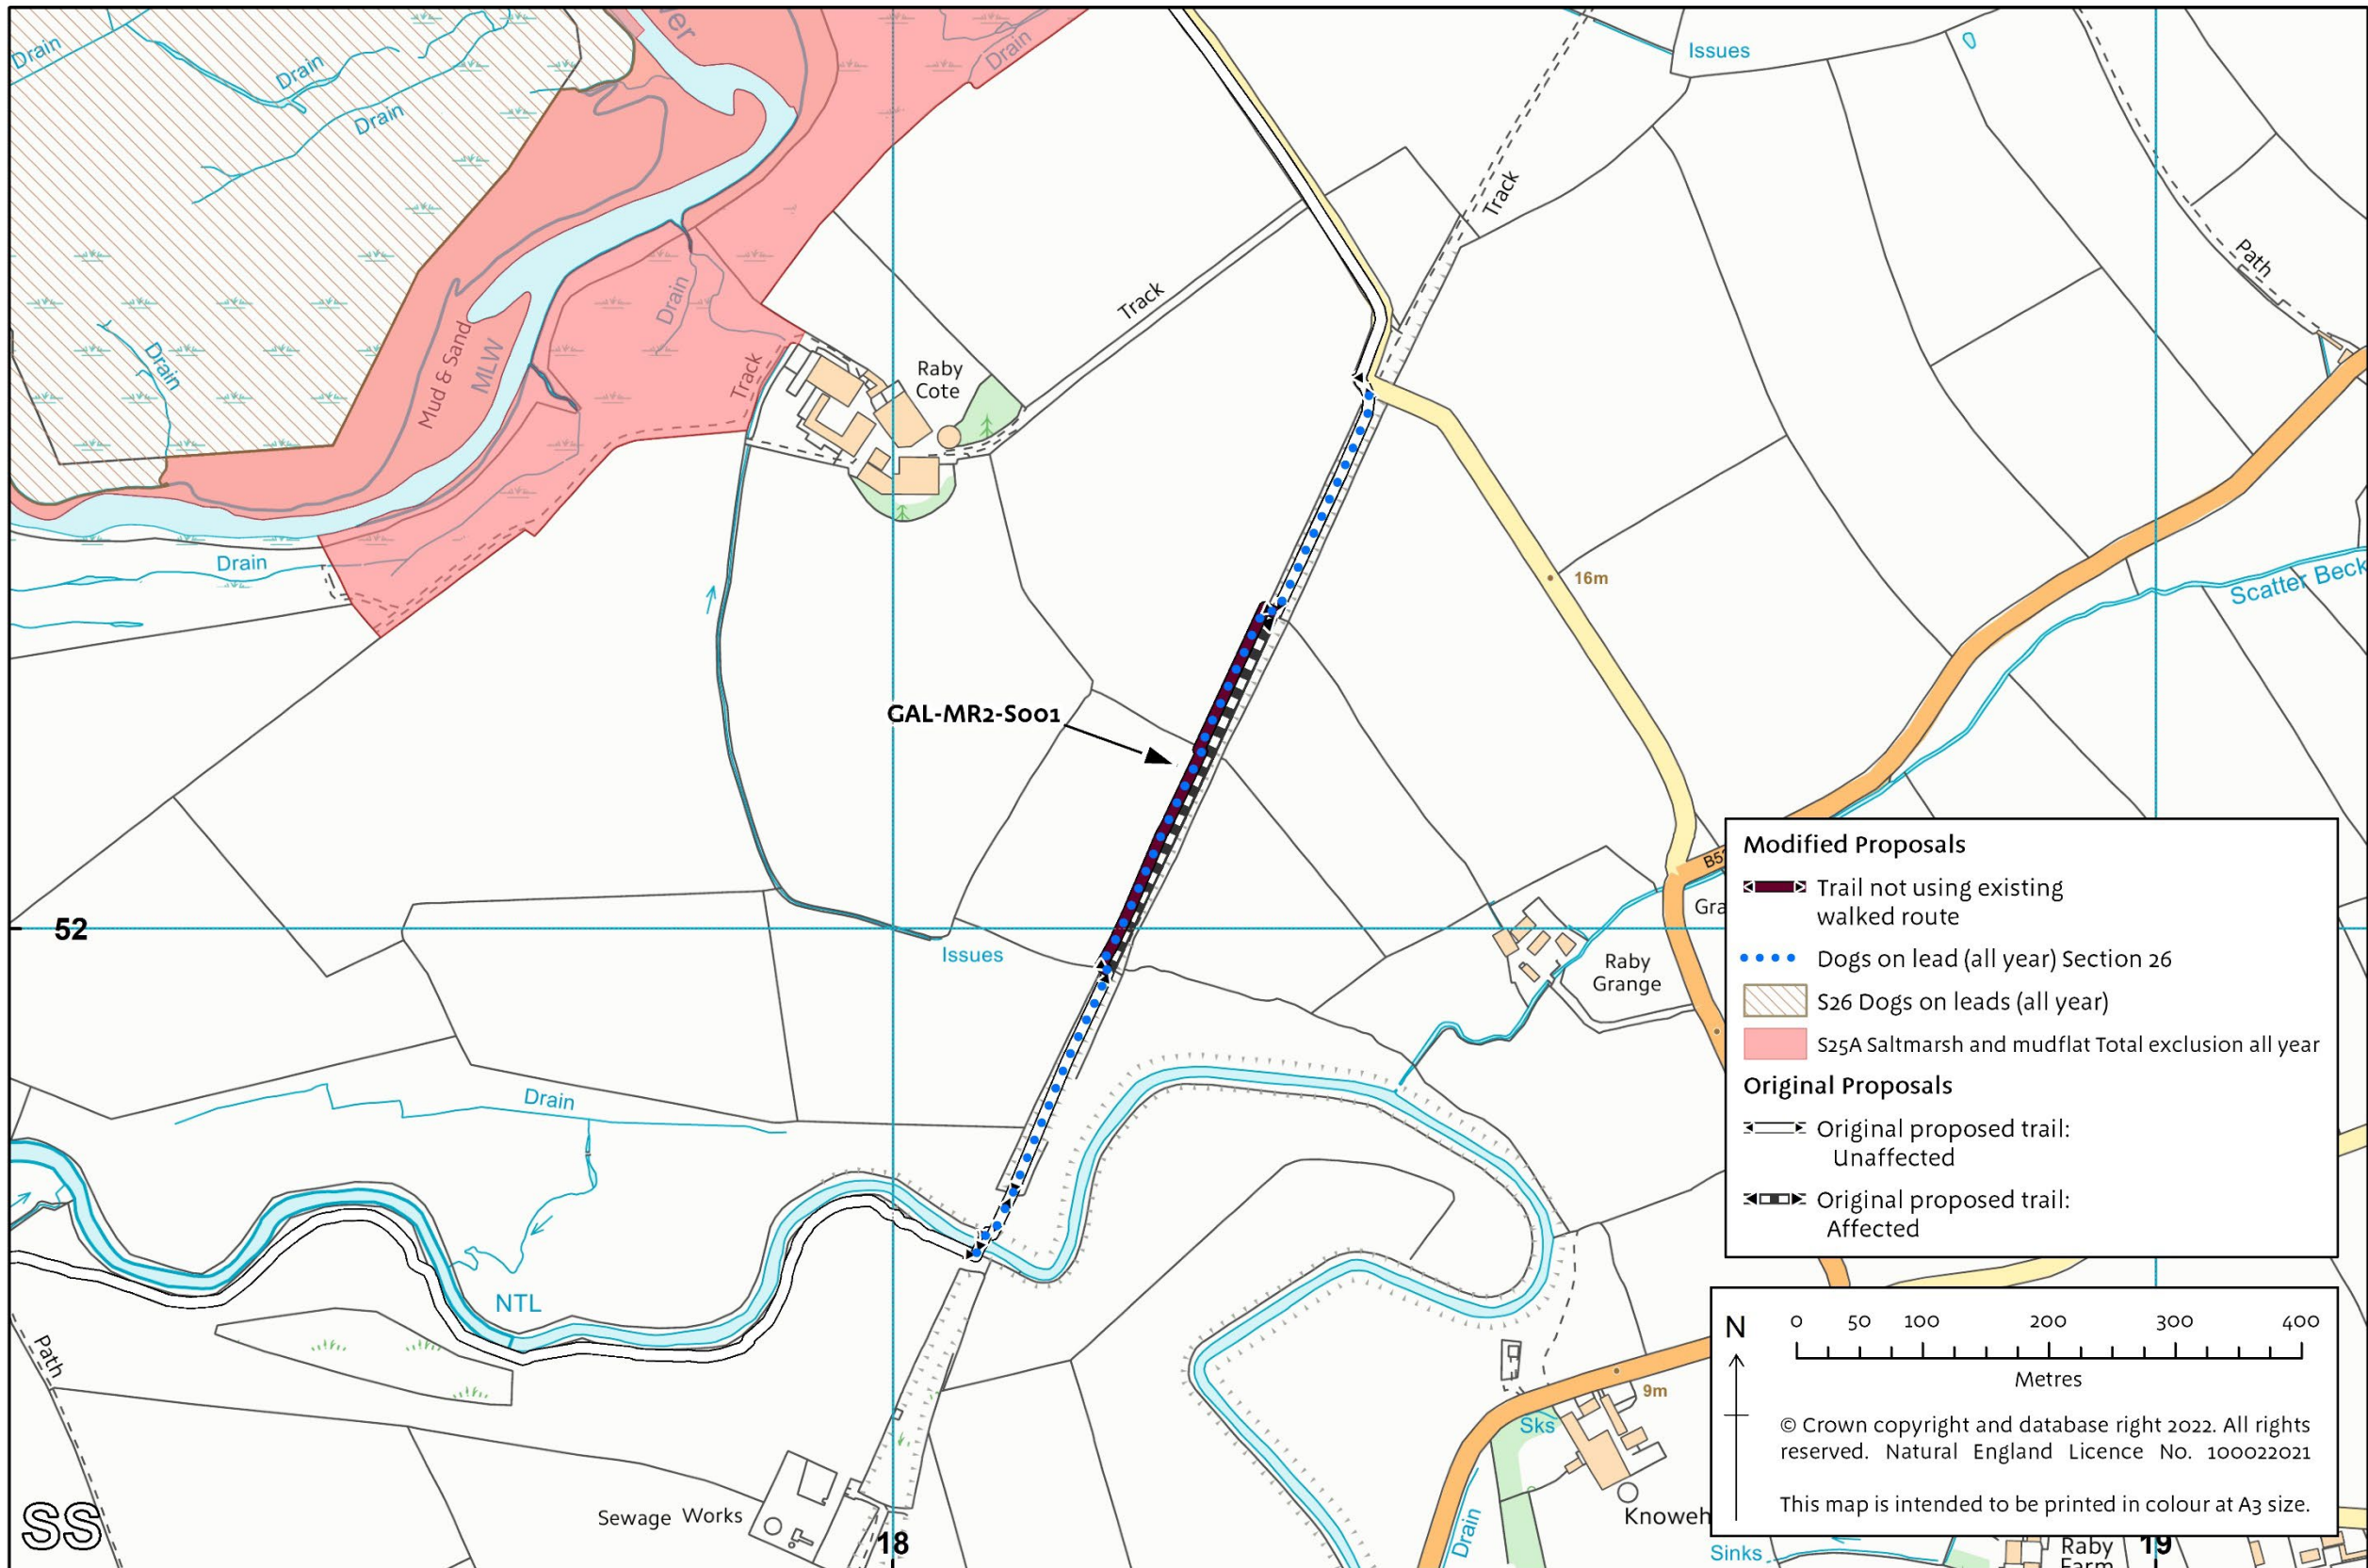 Drain
Drain
Drain
Drain
Issues
Track
Path
Track
Drain
Drain
Mud & Sand
MLW
Track
Raby
Cote
Drain
16m
Scatter Beck
GAL-MR2-S001
52
Issues
Raby
Grange
Drain
NTL
Path
Sewage Works
SS
18
Sks
9m
Drain
Sinks
Raby
19
Modified Proposals
Trail not using existing
walked route
Dogs on lead (all year) Section 26
S26 Dogs on leads (all year)
S25A Saltmarsh and mudflat Total exclusion all year
Original Proposals
Original proposed trail:
Unaffected
Original proposed trail:
Affected
N
0 50 100 200 300 400
Metres
© Crown copyright and database right 2022. All rights
reserved. Natural England Licence No. 100022021
This map is intended to be printed in colour at A3 size.